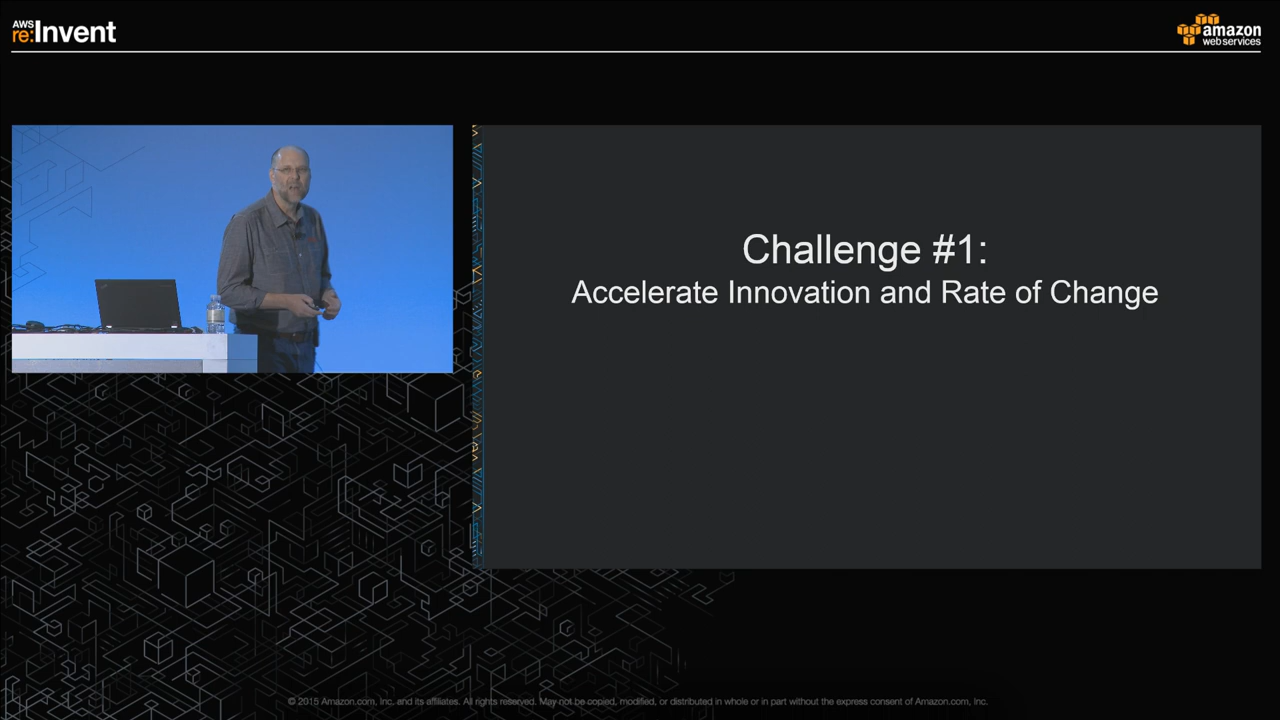 AWS
re:Invent
amazon
webservices
Challenge #1:
Accelerate Innovation and Rate of Change
© 2015 Amazon.com, Inc. and its affiliates. All rights reserved. May not be copied, modified, or distributed in whole or in part without the express consent of Amazon.com, Inc.